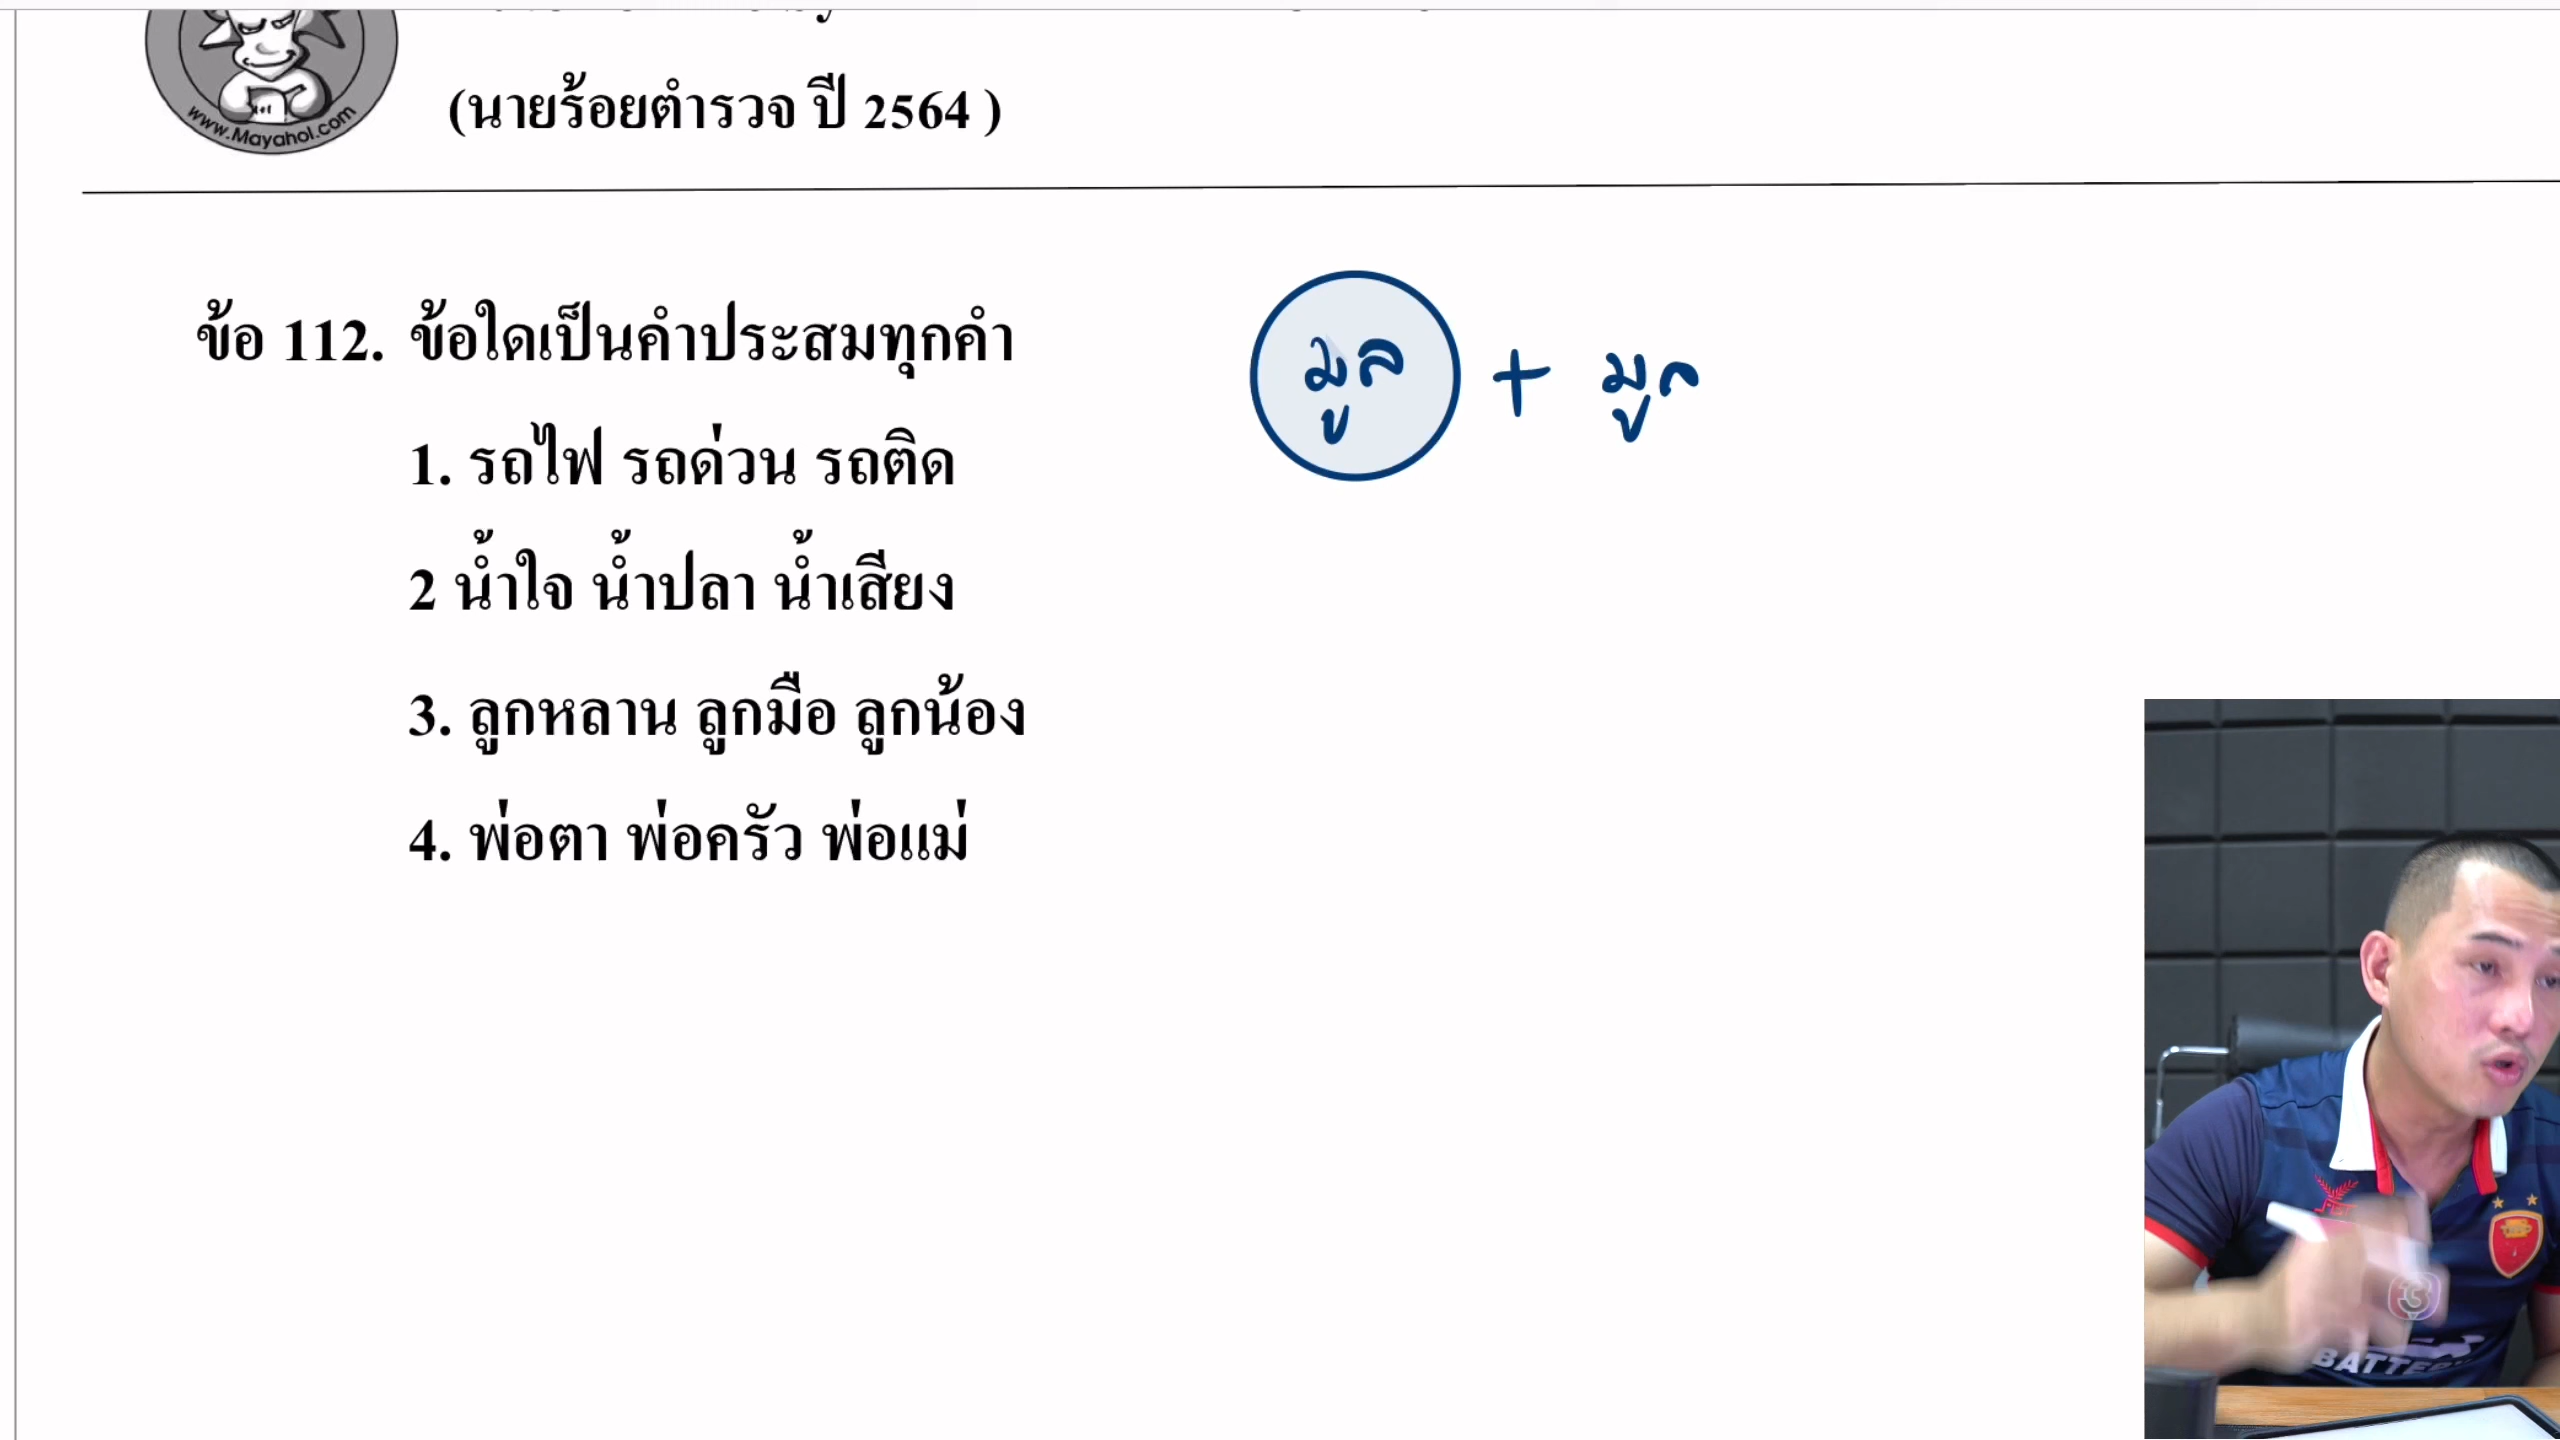 www.Mayahol.com
(นายร้อยตำรวจ ปี 2564 )
ข้อ 112. ข้อใดเป็นคำประสมทุกคำ
มูล + มูล
1. รถไฟ รถด่วน รถติด
2 น้ำใจ น้ำปลา น้ำเสียง
3. ลูกหลาน ลูกมือ ลูกน้อง
4. พ่อตา พ่อครัว พ่อแม่
3
BATTE